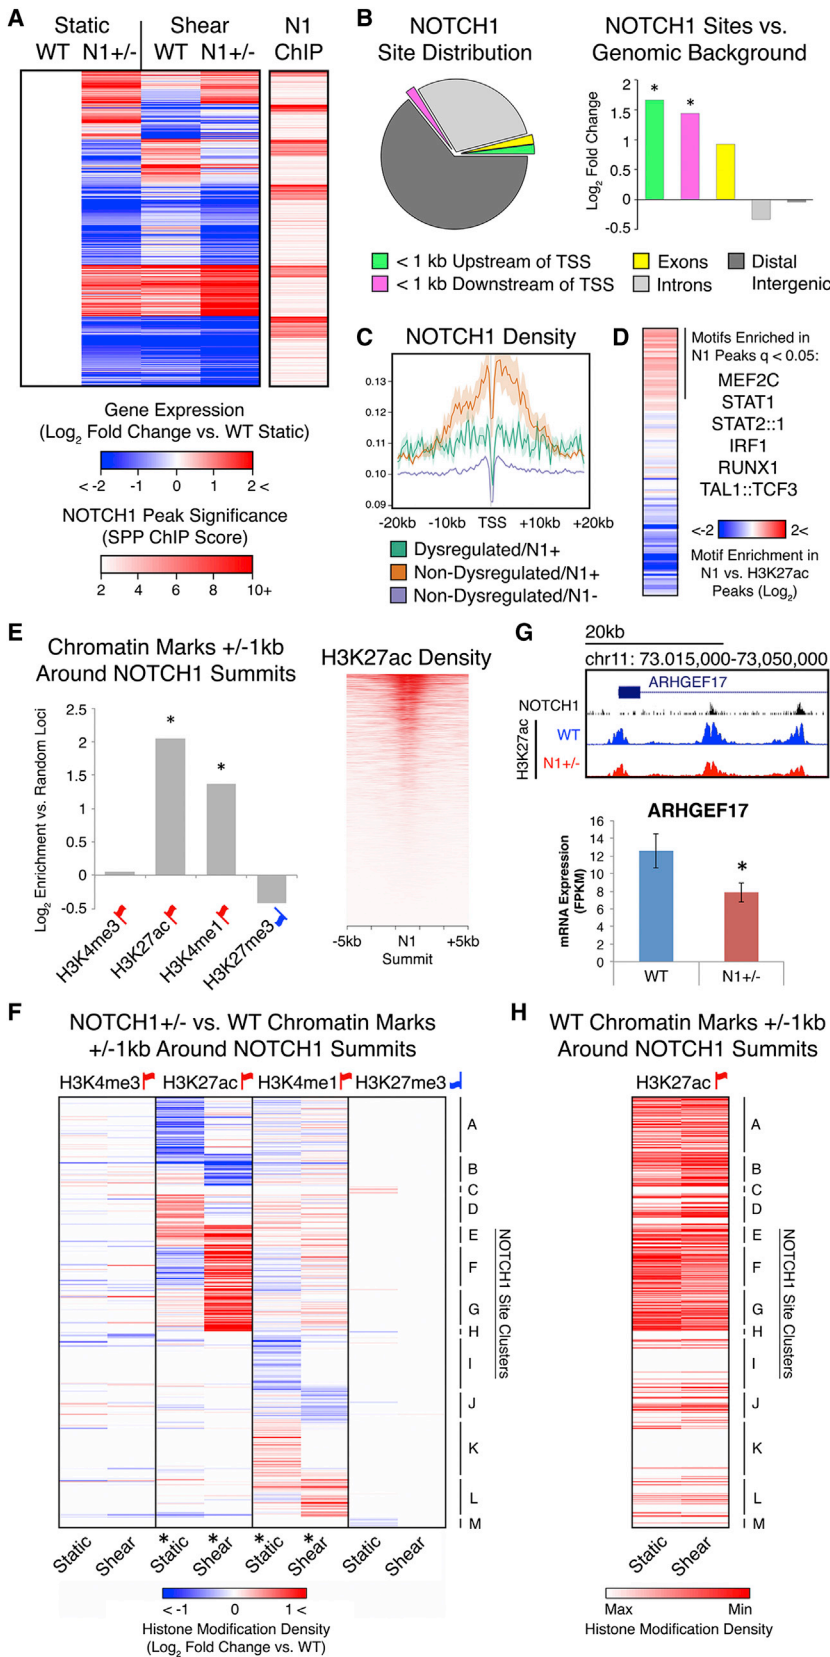 A
Static
Shear
N1
WT N1+/-
WT N1+/-
ChIP
Gene Expression
(Log2 Fold Change vs. WT Static)
< -2 -1 0 1 2 <
NOTCH1 Peak Significance
(SPP ChIP Score)
2 4 6 8 10+
B
NOTCH1
Site Distribution
NOTCH1 Sites vs.
Genomic Background
Log2 Fold Change
2
1.5
1
0.5
0
-0.5
*
*
< 1 kb Upstream of TSS
< 1 kb Downstream of TSS
Exons
Introns
Distal
Intergenic
C
NOTCH1 Density
0.13
0.12
0.11
0.10
0.09
-20kb -10kb TSS +10kb +20kb
Dysregulated/N1+
Non-Dysregulated/N1+
Non-Dysregulated/N1-
D
Motifs Enriched in
N1 Peaks q < 0.05:
MEF2C
STAT1
STAT2::1
IRF1
RUNX1
TAL1::TCF3
<-2 2<
Motif Enrichment in
N1 vs. H3K27ac
Peaks (Log2)
E
Chromatin Marks +/-1kb
Around NOTCH1 Summits
Log2 Enrichment vs. Random Loci
2.5
2
1.5
1
0.5
0
-0.5
*
*
H3K4me3
H3K27ac
H3K4me1
H3K27me3
H3K27ac Density
-5kb N1 +5kb
Summit
G
20kb
chr11: 73.015,000-73,050,000
ARHGEF17
NOTCH1
H3K27ac
WT
N1+/-
ARHGEF17
mRNA Expression
(FPKM)
16
14
12
10
8
6
4
2
0
*
WT N1+/-
F
NOTCH1+/- vs. WT Chromatin Marks
+/-1kb Around NOTCH1 Summits
H3K4me3
H3K27ac
H3K4me1
H3K27me3
A
B
C
D
E
F
G
H
I
J
K
L
M
NOTCH1 Site Clusters
Static
Shear
* Static
* Shear
* Static
* Shear
Static
Shear
< -1 0 1 <
Histone Modification Density
(Log2 Fold Change vs. WT)
H
WT Chromatin Marks +/-1kb
Around NOTCH1 Summits
H3K27ac
A
B
C
D
E
F
G
H
I
J
K
L
M
NOTCH1 Site Clusters
Static
Shear
Max Min
Histone Modification Density